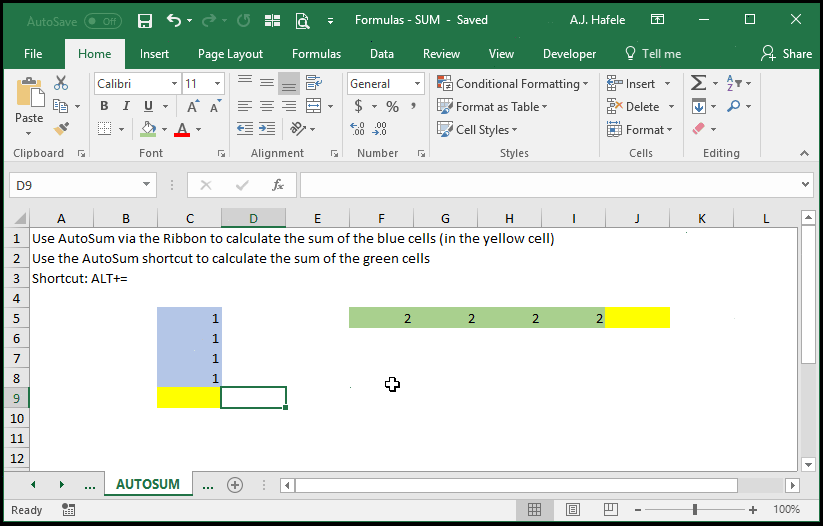 AutoSave Off Formulas - SUM - Saved A.J. Hafele
File Home Insert Page Layout Formulas Data Review View Developer Tell me Share
Paste Calibri 11 General Conditional Formatting Insert
B I U $ % , Format as Table Delete
A Cell Styles Format
Clipboard Font Alignment Number Styles Cells Editing
D9 fx
A B C D E F G H I J K L
1 Use AutoSum via the Ribbon to calculate the sum of the blue cells (in the yellow cell)
2 Use the AutoSum shortcut to calculate the sum of the green cells
3 Shortcut: ALT+=
4
5 1 2 2 2 2
6 1
7 1
8 1
9
10
11
12
... AUTOSUM ...
Ready 100%